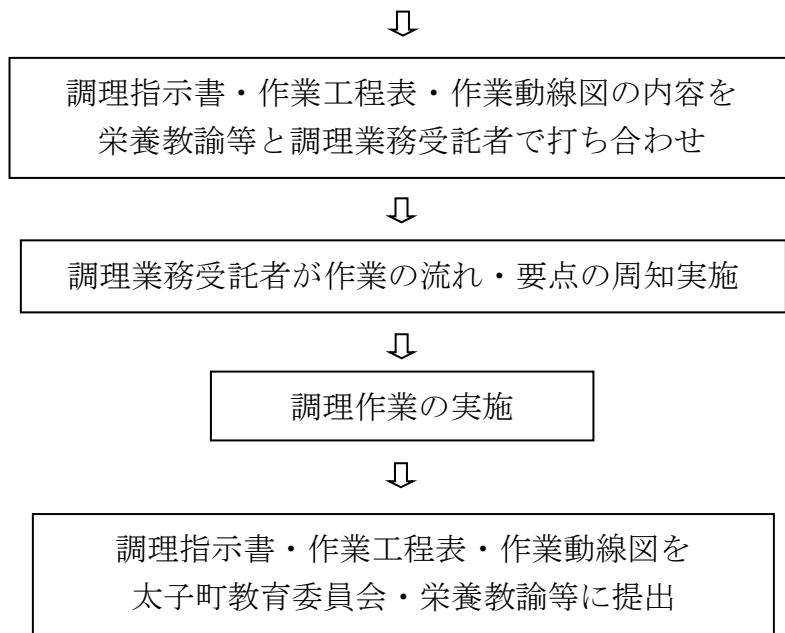 ⇩
調理指示書・作業工程表・作業動線図の内容を
栄養教諭等と調理業務受託者で打ち合わせ
⇩
調理業務受託者が作業の流れ・要点の周知実施
⇩
調理作業の実施
⇩
調理指示書・作業工程表・作業動線図を
太子町教育委員会・栄養教諭等に提出